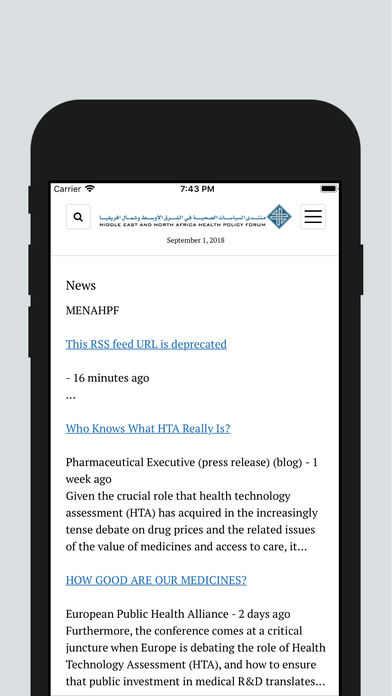 Carrier 7:43 PM
منتدى السياسات الصحية في الشرق الأوسط وشمال افريقيا
MIDDLE EAST AND NORTH AFRICA HEALTH POLICY FORUM
September 1, 2018
News
MENAHPF
This RSS feed URL is deprecated
- 16 minutes ago
...
Who Knows What HTA Really Is?
Pharmaceutical Executive (press release) (blog) - 1
week ago
Given the crucial role that health technology
assessment (HTA) has acquired in the increasingly
tense debate on drug prices and the related issues
of the value of medicines and access to care, it...
HOW GOOD ARE OUR MEDICINES?
European Public Health Alliance - 2 days ago
Furthermore, the conference comes at a critical
juncture when Europe is debating the role of Health
Technology Assessment (HTA), and how to ensure
that public investment in medical R&D translates...